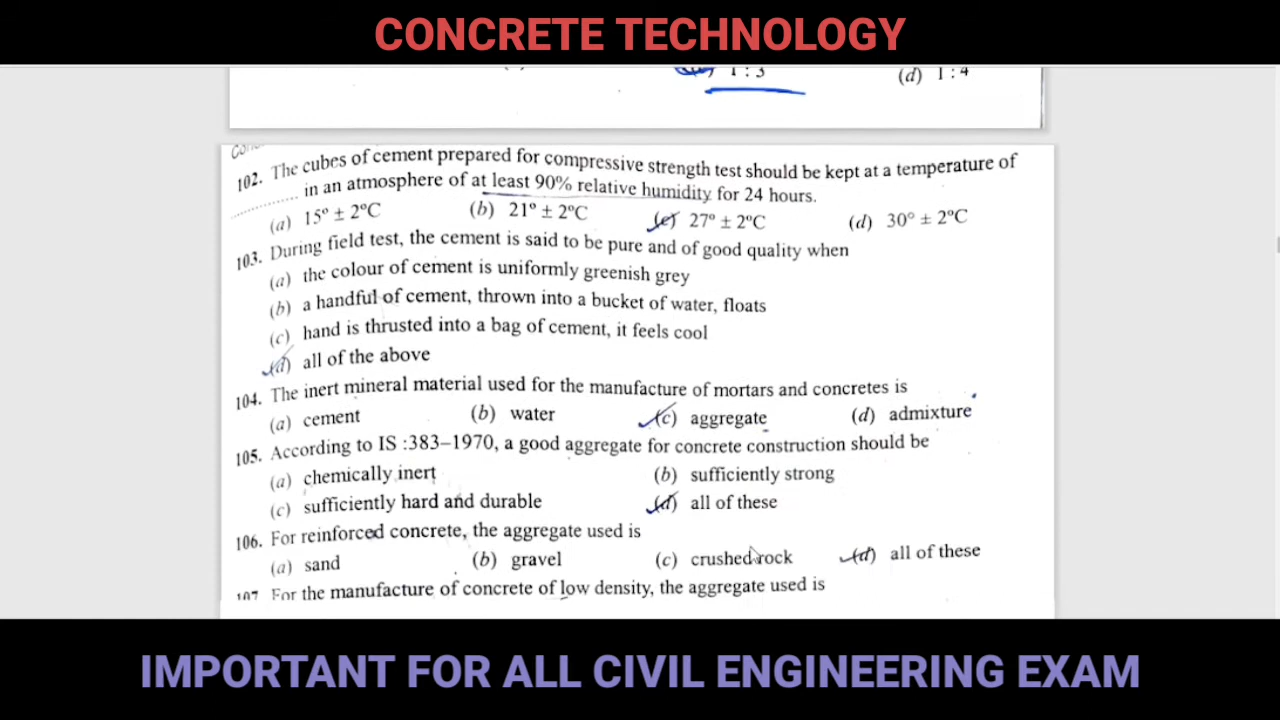 CONCRETE TECHNOLOGY
1 : 3 (d) 1 : 4
102. The cubes of cement prepared for compressive strength test should be kept at a temperature of
.............. in an atmosphere of at least 90% relative humidity for 24 hours.
(a) 15° ± 2°C (b) 21° ± 2°C (c) 27° ± 2°C (d) 30° ± 2°C
103. During field test, the cement is said to be pure and of good quality when
(a) the colour of cement is uniformly greenish grey
(b) a handful of cement, thrown into a bucket of water, floats
(c) hand is thrusted into a bag of cement, it feels cool
(d) all of the above
104. The inert mineral material used for the manufacture of mortars and concretes is
(a) cement (b) water (c) aggregate (d) admixture
105. According to IS :383–1970, a good aggregate for concrete construction should be
(a) chemically inert (b) sufficiently strong
(c) sufficiently hard and durable (d) all of these
106. For reinforced concrete, the aggregate used is
(a) sand (b) gravel (c) crushed rock (d) all of these
107 For the manufacture of concrete of low density, the aggregate used is
IMPORTANT FOR ALL CIVIL ENGINEERING EXAM